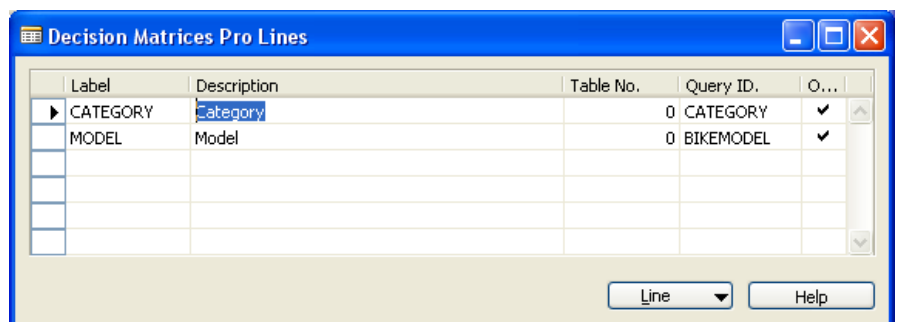 Decision Matrices Pro Lines
Label Description Table No. Query ID. O...
CATEGORY Category 0 CATEGORY
MODEL Model 0 BIKEMODEL
Line Help